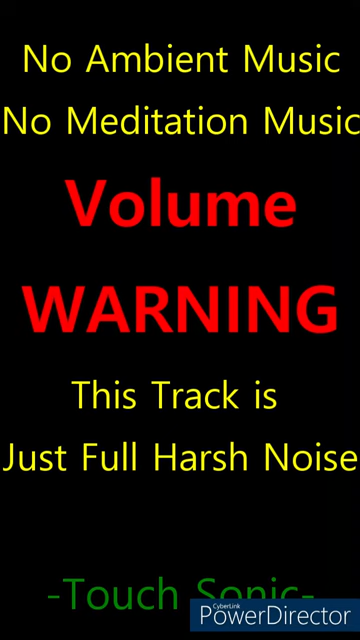 No Ambient Music
No Meditation Music
Volume
WARNING
This Track is
Just Full Harsh Noise
-Touch Sonic-
CyberLink
PowerDirector